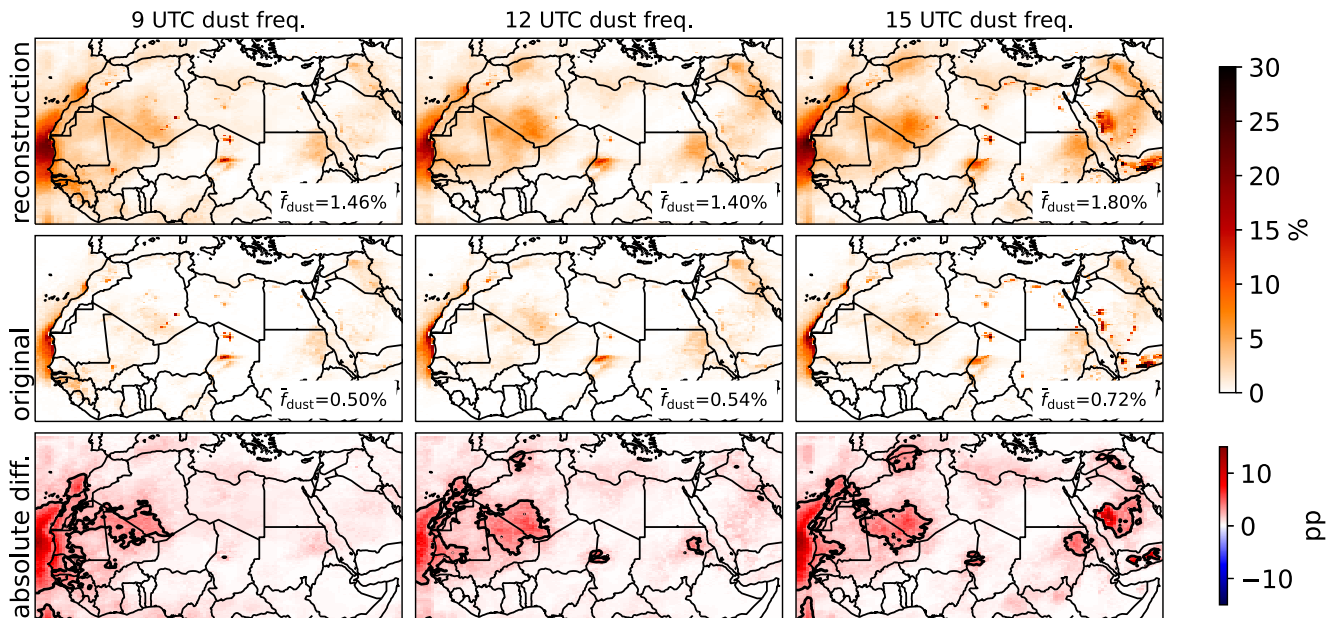 9 UTC dust freq.
12 UTC dust freq.
15 UTC dust freq.
reconstruction
f̄dust=1.46%
f̄dust=1.40%
f̄dust=1.80%
original
f̄dust=0.50%
f̄dust=0.54%
f̄dust=0.72%
absolute diff.
30
25
20
15
10
5
0
%
10
0
−10
pp